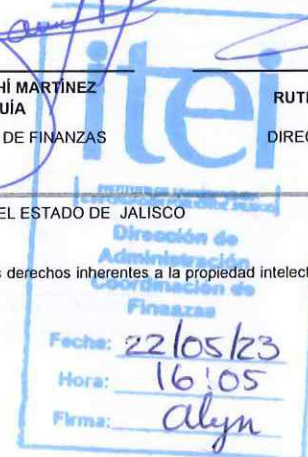 HÍ MARTÍNEZ
UÍA
RUTI
DE FINANZAS
DIREC
itei
EL ESTADO DE JALISCO
Dirección de
Administración
s derechos inherentes a la propiedad intelect
Coordinación de
Finanzas
Fecha: 22/05/23
Hora: 16:05
Firma: alyn